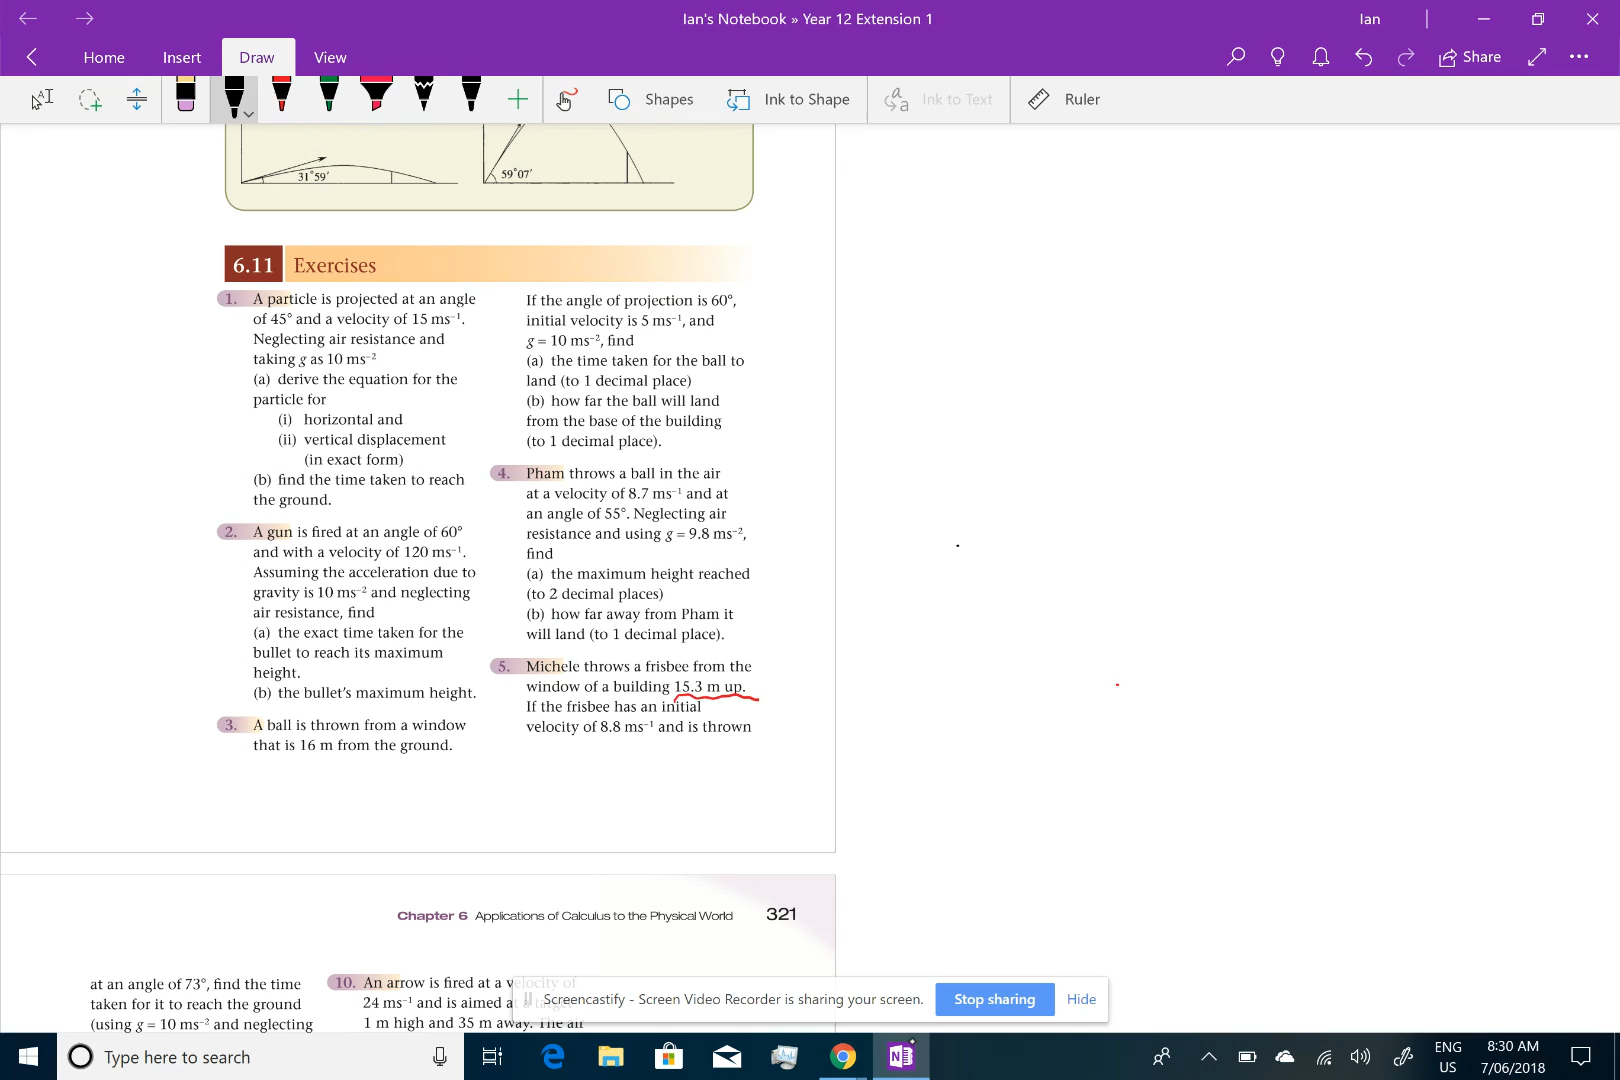 Ian's Notebook » Year 12 Extension 1
Ian
Home Insert Draw View
Share
Shapes
Ink to Shape
Ink to Text
Ruler
31°59'
59°07'
6.11 Exercises
1. A particle is projected at an angle
of 45° and a velocity of 15 ms⁻¹.
Neglecting air resistance and
taking g as 10 ms⁻²
(a) derive the equation for the
particle for
(i) horizontal and
(ii) vertical displacement
(in exact form)
(b) find the time taken to reach
the ground.
2. A gun is fired at an angle of 60°
and with a velocity of 120 ms⁻¹.
Assuming the acceleration due to
gravity is 10 ms⁻² and neglecting
air resistance, find
(a) the exact time taken for the
bullet to reach its maximum
height.
(b) the bullet's maximum height.
3. A ball is thrown from a window
that is 16 m from the ground.
If the angle of projection is 60°,
initial velocity is 5 ms⁻¹, and
g = 10 ms⁻², find
(a) the time taken for the ball to
land (to 1 decimal place)
(b) how far the ball will land
from the base of the building
(to 1 decimal place).
4. Pham throws a ball in the air
at a velocity of 8.7 ms⁻¹ and at
an angle of 55°. Neglecting air
resistance and using g = 9.8 ms⁻²,
find
(a) the maximum height reached
(to 2 decimal places)
(b) how far away from Pham it
will land (to 1 decimal place).
5. Michele throws a frisbee from the
window of a building 15.3 m up.
If the frisbee has an initial
velocity of 8.8 ms⁻¹ and is thrown
Chapter 6 Applications of Calculus to the Physical World 321
at an angle of 73°, find the time
taken for it to reach the ground
(using g = 10 ms⁻² and neglecting
10. An arrow is fired at a velocity of
24 ms⁻¹ and is aimed at a target
1 m high and 35 m away. The air
Screencastify - Screen Video Recorder is sharing your screen.
Stop sharing
Hide
Type here to search
ENG
US
8:30 AM
7/06/2018